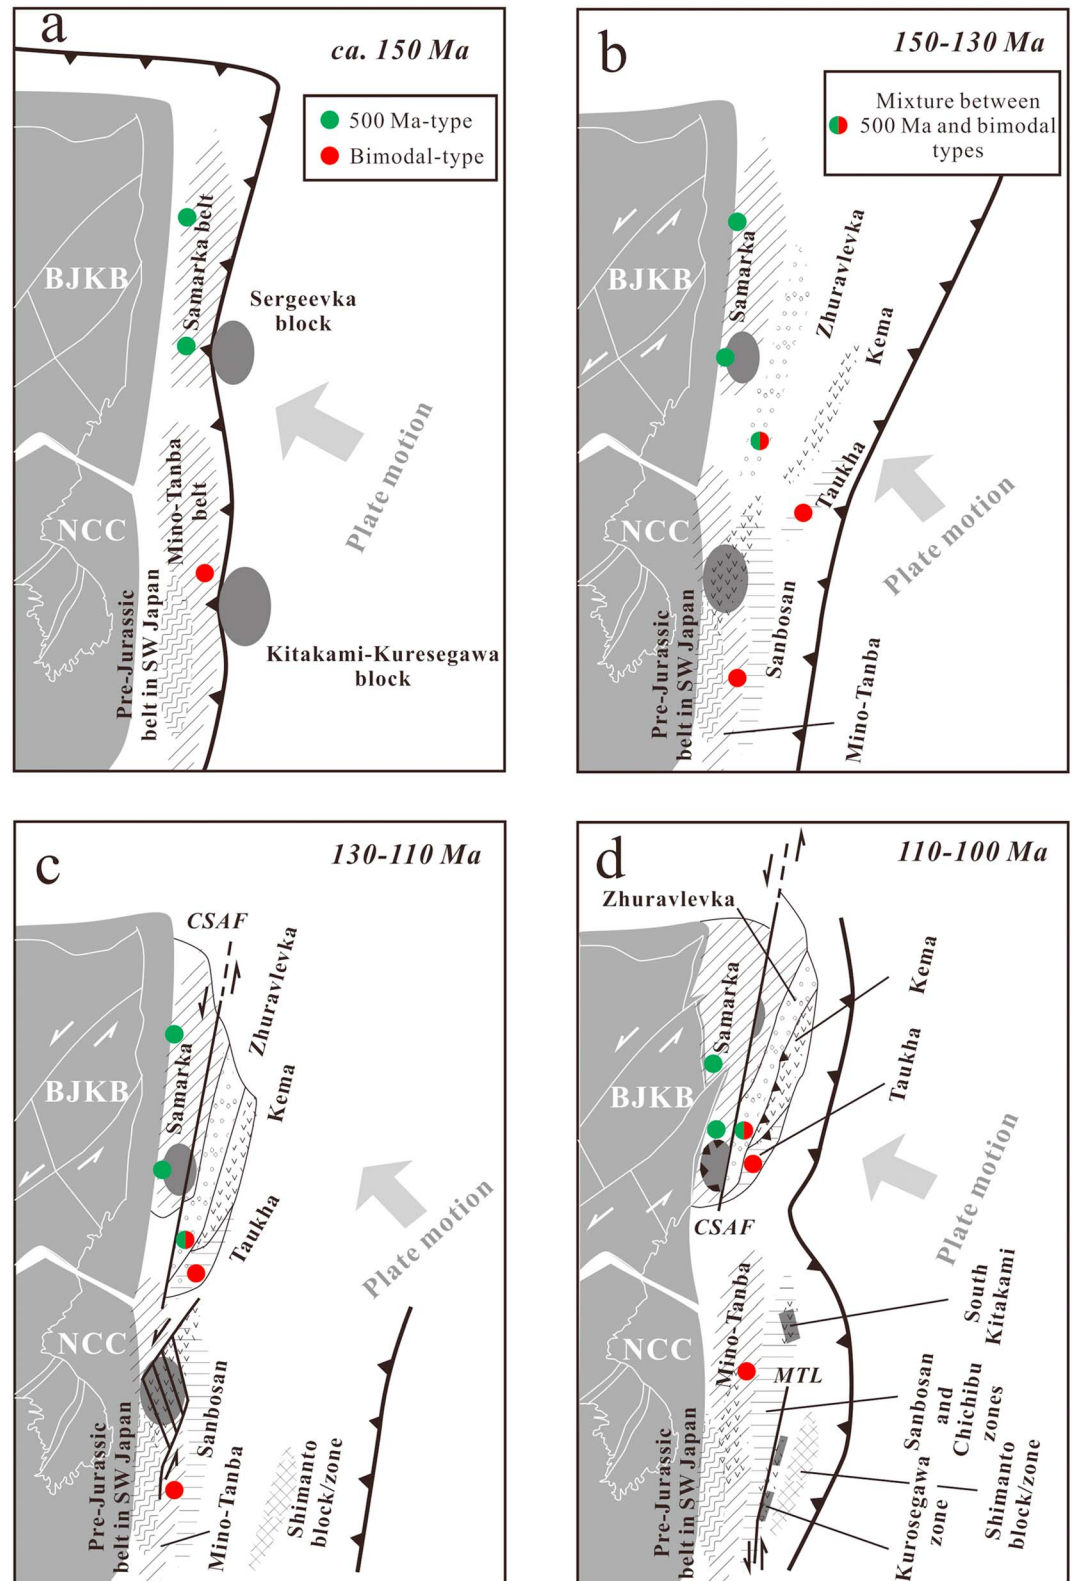 a
ca. 150 Ma
500 Ma-type
Bimodal-type
Samarka belt
BJKB
Sergeevka
block
Plate motion
Mino-Tanba
belt
NCC
Pre-Jurassic
belt in SW Japan
Kitakami-Kuresegawa
block
b
150-130 Ma
Mixture between
500 Ma and bimodal
types
BJKB
Samarka
Zhuravlevka
Kema
Taukha
Plate motion
NCC
Pre-Jurassic
belt in SW Japan
Sanbosan
Mino-Tanba
c
130-110 Ma
CSAF
Zhuravlevka
BJKB
Samarka
Kema
Taukha
Plate motion
NCC
Pre-Jurassic
belt in SW Japan
Sanbosan
Mino-Tanba
Shimanto
block/zone
d
110-100 Ma
Zhuravlevka
Samarka
Kema
BJKB
Taukha
CSAF
Plate motion
NCC
Mino-Tanba
MTL
South
Kitakami
Sanbosan
and
Chichibu
zones
Pre-Jurassic
belt in SW Japan
Kurosegawa
zone
Shimanto
block/zone